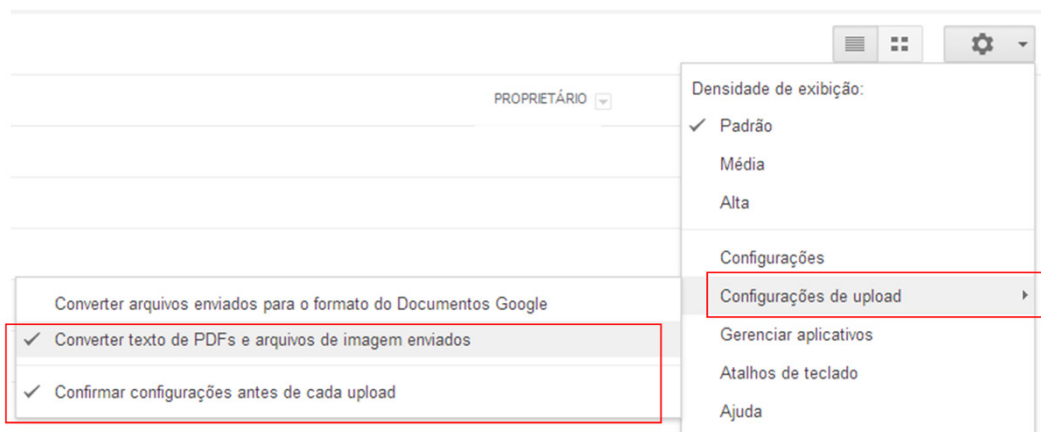 PROPRIETÁRIO
Densidade de exibição:
Padrão
Média
Alta
Configurações
Configurações de upload
Gerenciar aplicativos
Atalhos de teclado
Ajuda
Converter arquivos enviados para o formato do Documentos Google
Converter texto de PDFs e arquivos de imagem enviados
Confirmar configurações antes de cada upload